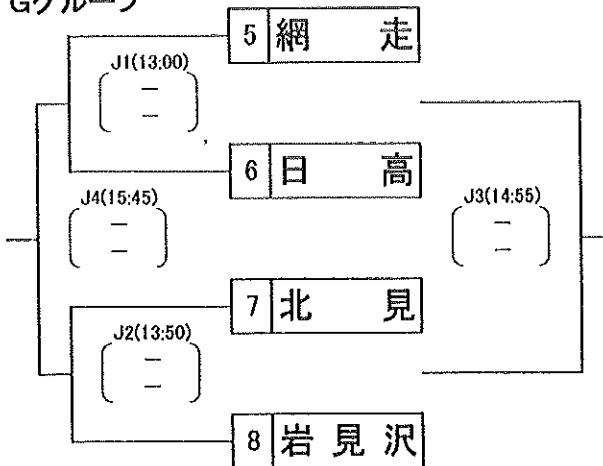 Gグループ
5 網 走
J1(13:00)
－
－
6 日 高
J4(15:45)
－
－
J3(14:55)
－
－
7 北 見
J2(13:50)
－
－
8 岩 見 沢